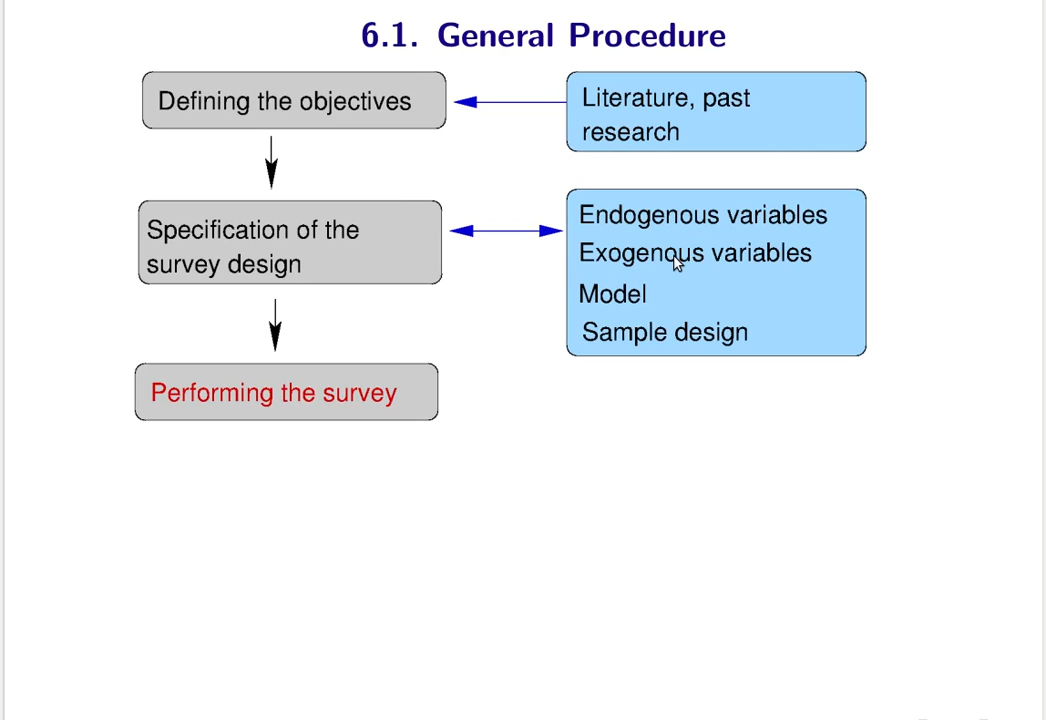 6.1. General Procedure
Defining the objectives
Literature, past
research
Specification of the
survey design
Endogenous variables
Exogenous variables
Model
Sample design
Performing the survey